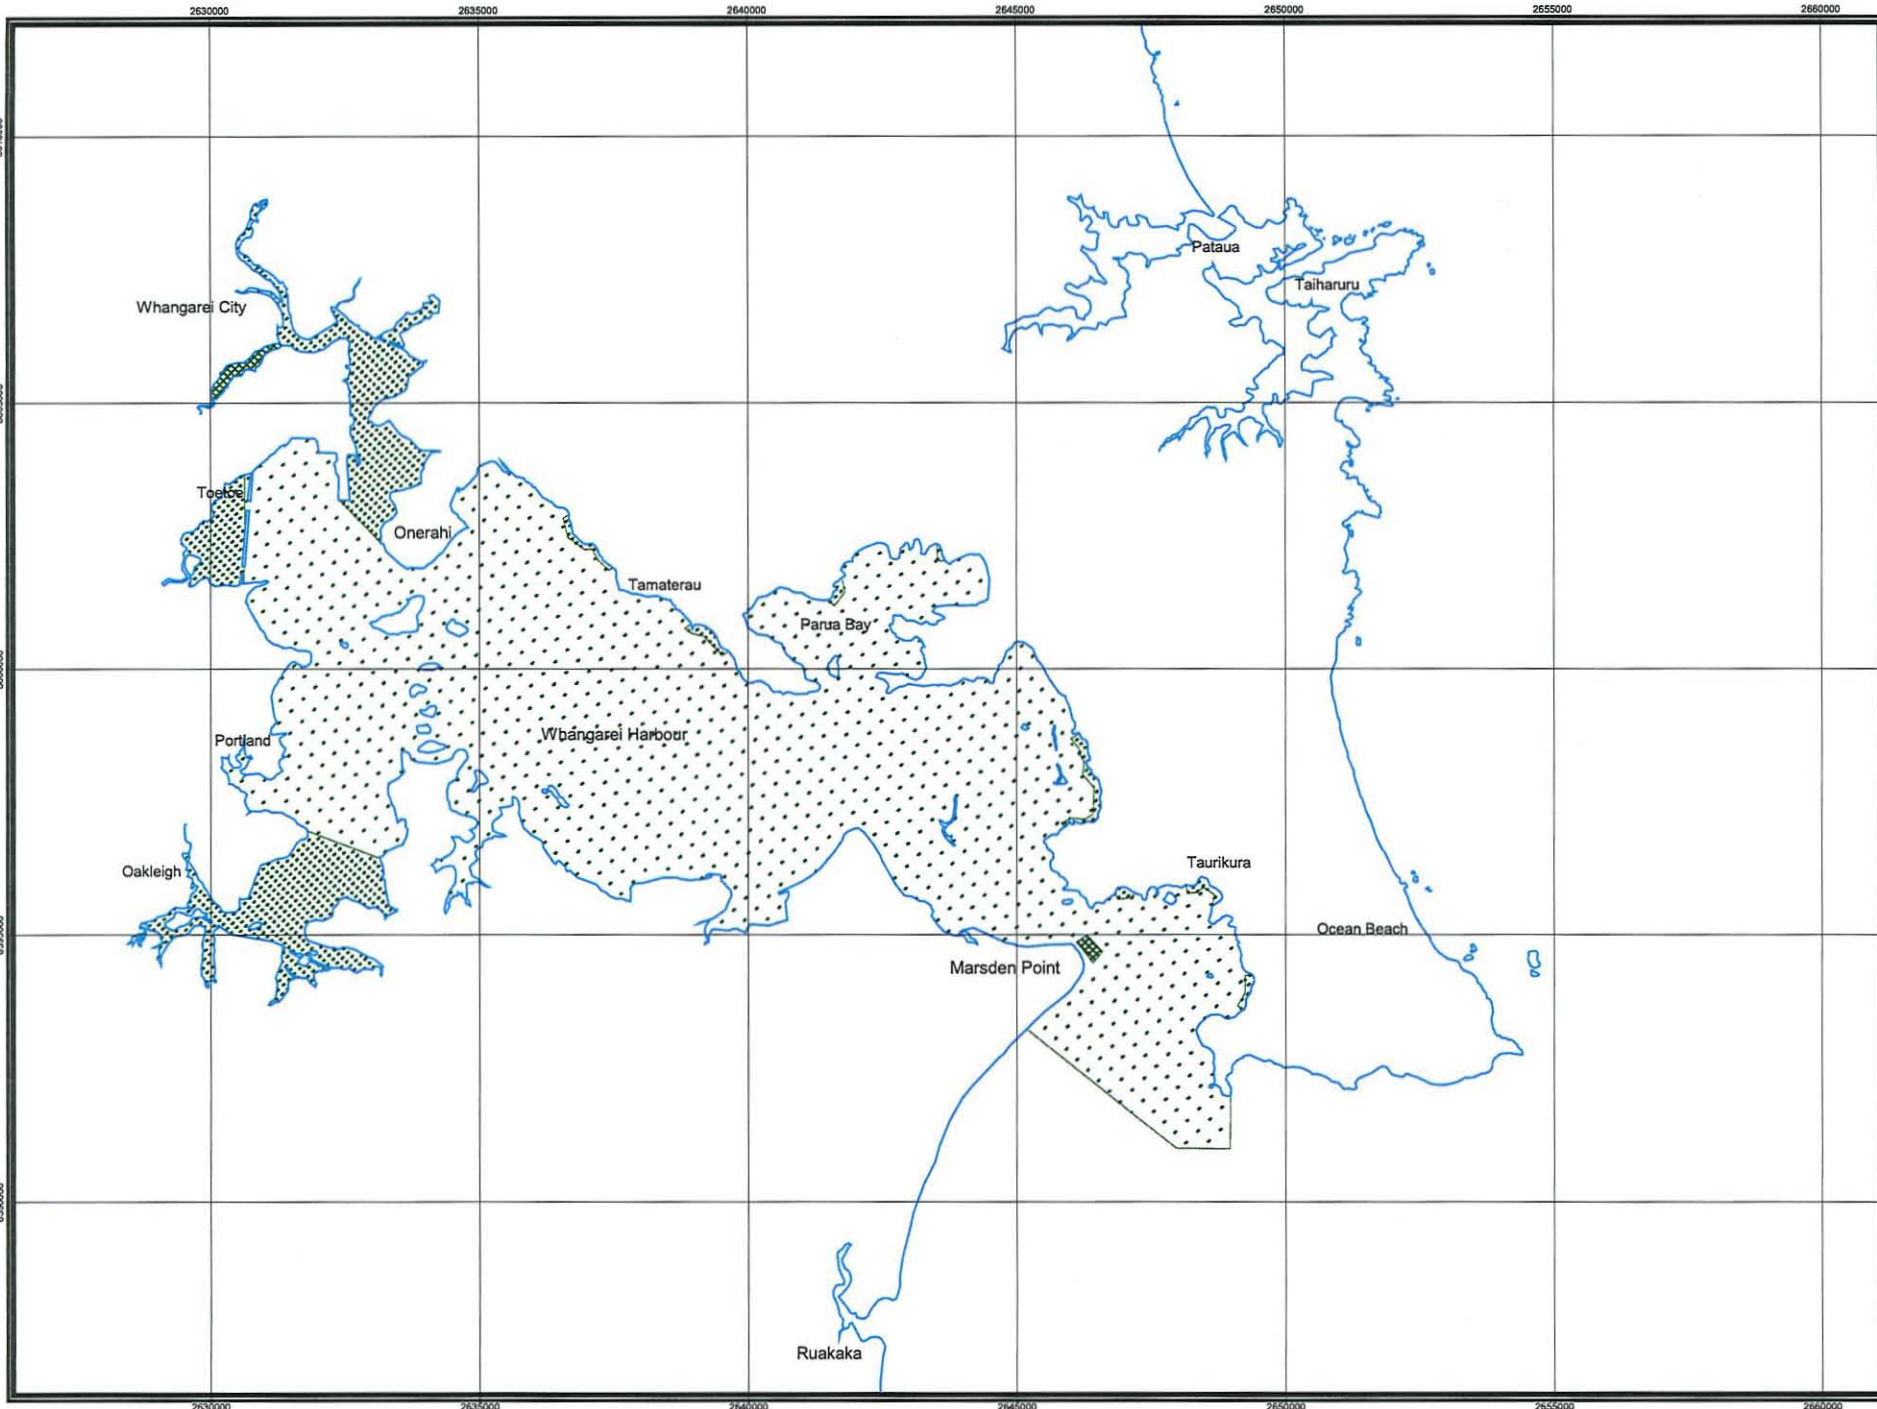 2630000 2635000 2640000 2645000 2650000 2655000 2660000
Pataua
Taiharuru
Whangarei City
Toetoe
Onerahi
Tamaterau
Parua Bay
Whangarei Harbour
Portland
Taurikura
Oakleigh
Ocean Beach
Marsden Point
Ruakaka
2630000 2635000 2640000 2645000 2650000 2655000 2660000